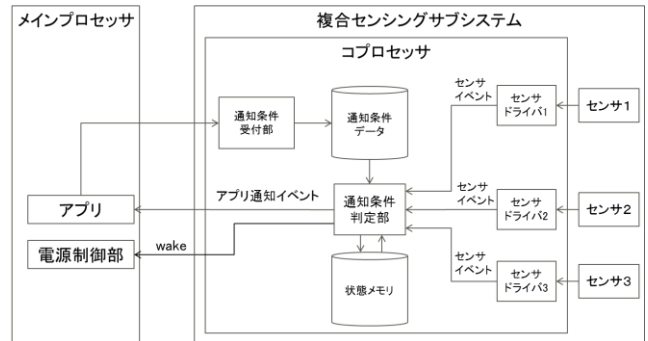 メインプロセッサ
複合センシングサブシステム
コプロセッサ
通知条件
受付部
通知条件
データ
センサ
イベント
センサ
ドライバ1
センサ1
アプリ
アプリ通知イベント
通知条件
判定部
センサ
イベント
センサ
ドライバ2
センサ2
電源制御部
wake
状態メモリ
センサ
イベント
センサ
ドライバ3
センサ3